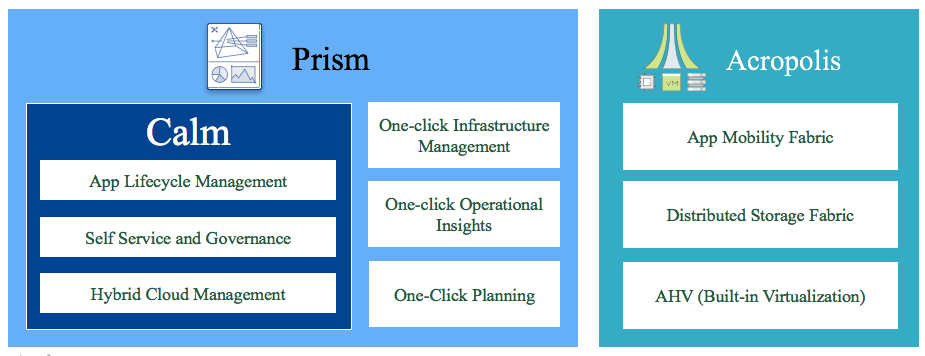 Prism
Calm
App Lifecycle Management
Self Service and Governance
Hybrid Cloud Management
One-click Infrastructure
Management
One-click Operational
Insights
One-Click Planning
Acropolis
VM
App Mobility Fabric
Distributed Storage Fabric
AHV (Built-in Virtualization)